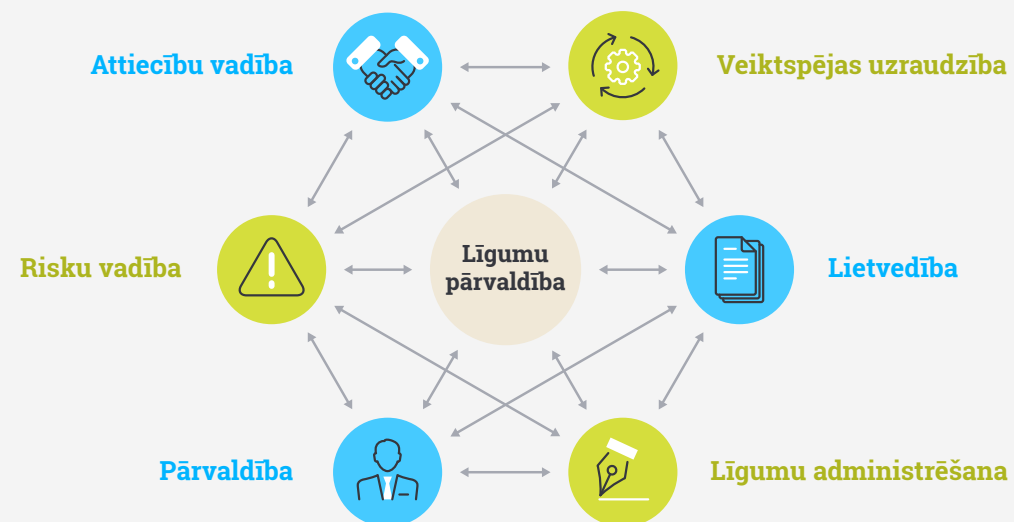 Attiecību vadība
Veiktspējas uzraudzība
Risku vadība
Līgumu
pārvaldība
Lietvedība
Pārvaldība
Līgumu administrēšana